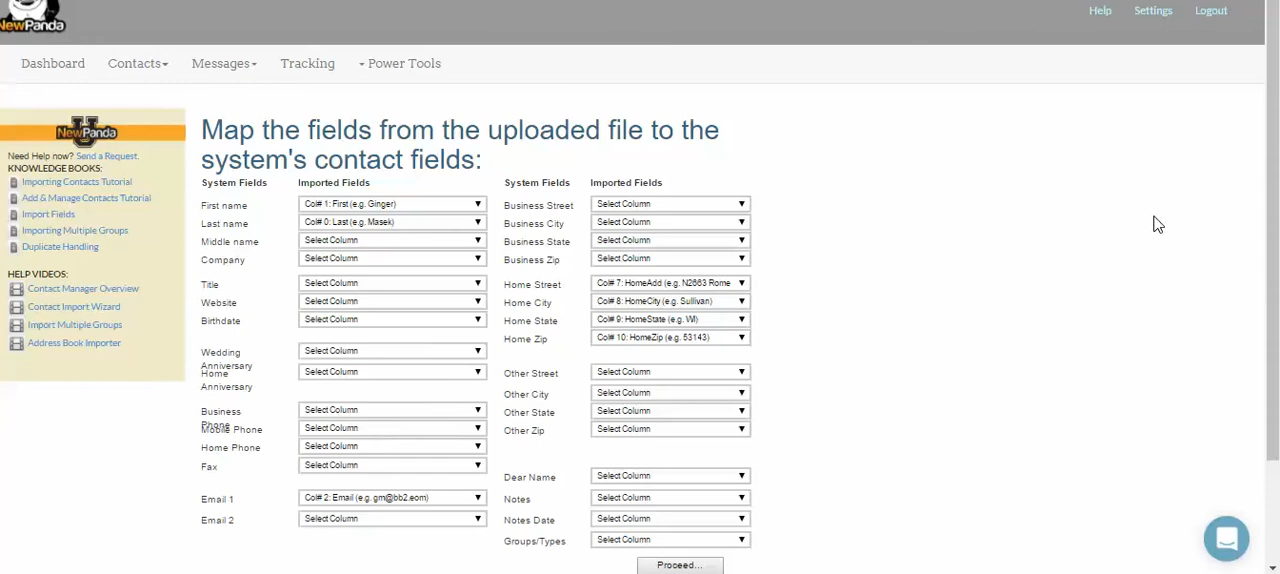 NewPanda
Help Settings Logout
Dashboard Contacts Messages Tracking Power Tools
NewPanda U
Need Help now? Send a Request.
KNOWLEDGE BOOKS:
Importing Contacts Tutorial
Add & Manage Contacts Tutorial
Import Fields
Importing Multiple Groups
Duplicate Handling
HELP VIDEOS:
Contact Manager Overview
Contact Import Wizard
Import Multiple Groups
Address Book Importer
Map the fields from the uploaded file to the
system's contact fields:
System Fields Imported Fields System Fields Imported Fields
First name Col# 1: First (e.g. Ginger) Business Street Select Column
Last name Col# 0: Last (e.g. Masek) Business City Select Column
Middle name Select Column Business State Select Column
Company Select Column Business Zip Select Column
Title Select Column Home Street Col# 7: HomeAdd (e.g. N2663 Rome
Website Select Column Home City Col# 8: HomeCity (e.g. Sullivan)
Birthdate Select Column Home State Col# 9: HomeState (e.g. WI)
Home Zip Col# 10: HomeZip (e.g. 53143)
Wedding Select Column
Anniversary
Home Select Column Other Street Select Column
Anniversary Other City Select Column
Business Select Column Other State Select Column
Phone
Mobile Phone Select Column Other Zip Select Column
Home Phone Select Column
Fax Select Column Dear Name Select Column
Email 1 Col# 2: Email (e.g. gm@bb2.eom) Notes Select Column
Email 2 Select Column Notes Date Select Column
Groups/Types Select Column
Proceed...